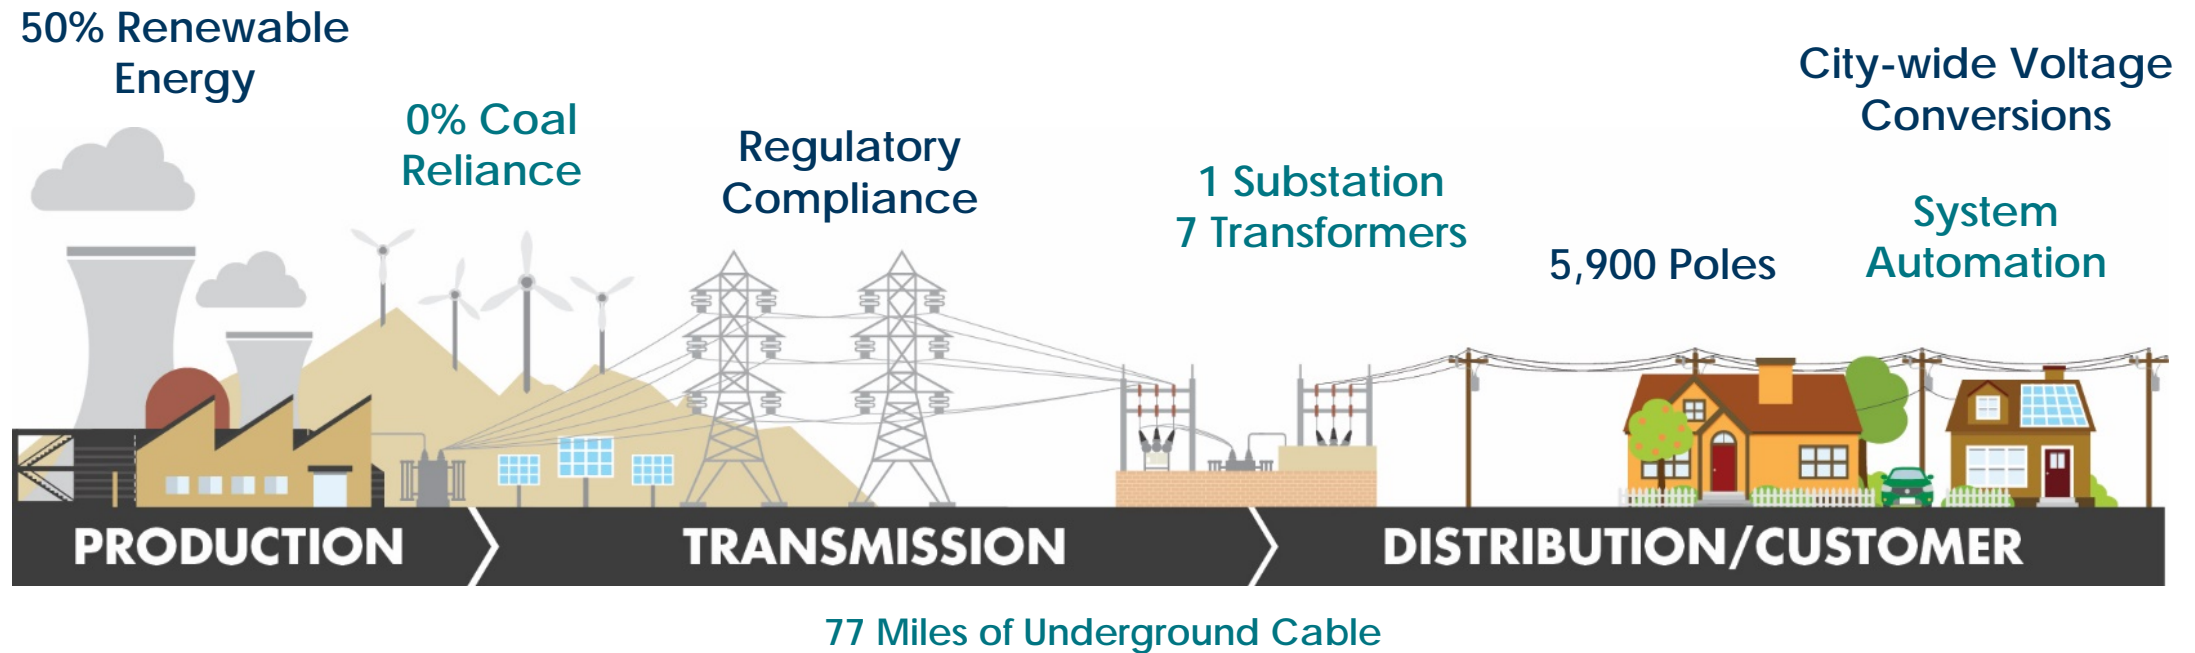 50% Renewable
Energy
0% Coal
Reliance
Regulatory
Compliance
1 Substation
7 Transformers
5,900 Poles
City-wide Voltage
Conversions
System
Automation
PRODUCTION
TRANSMISSION
DISTRIBUTION/CUSTOMER
77 Miles of Underground Cable